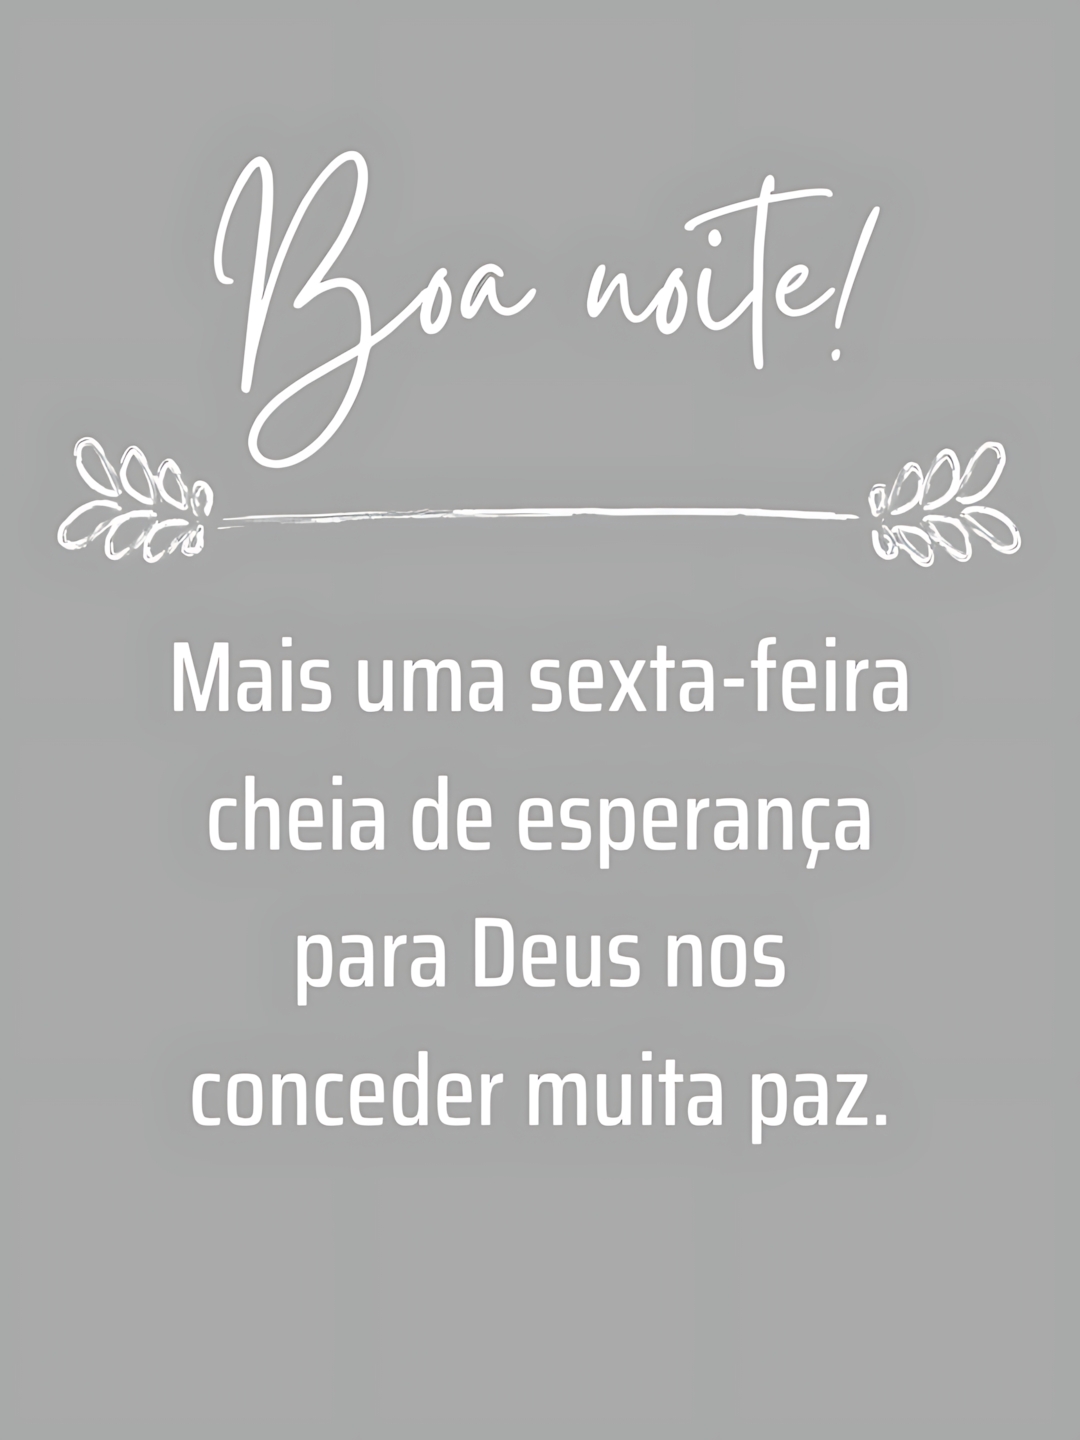 Boa noite!
Mais uma sexta-feira
cheia de esperança
para Deus nos
conceder muita paz.